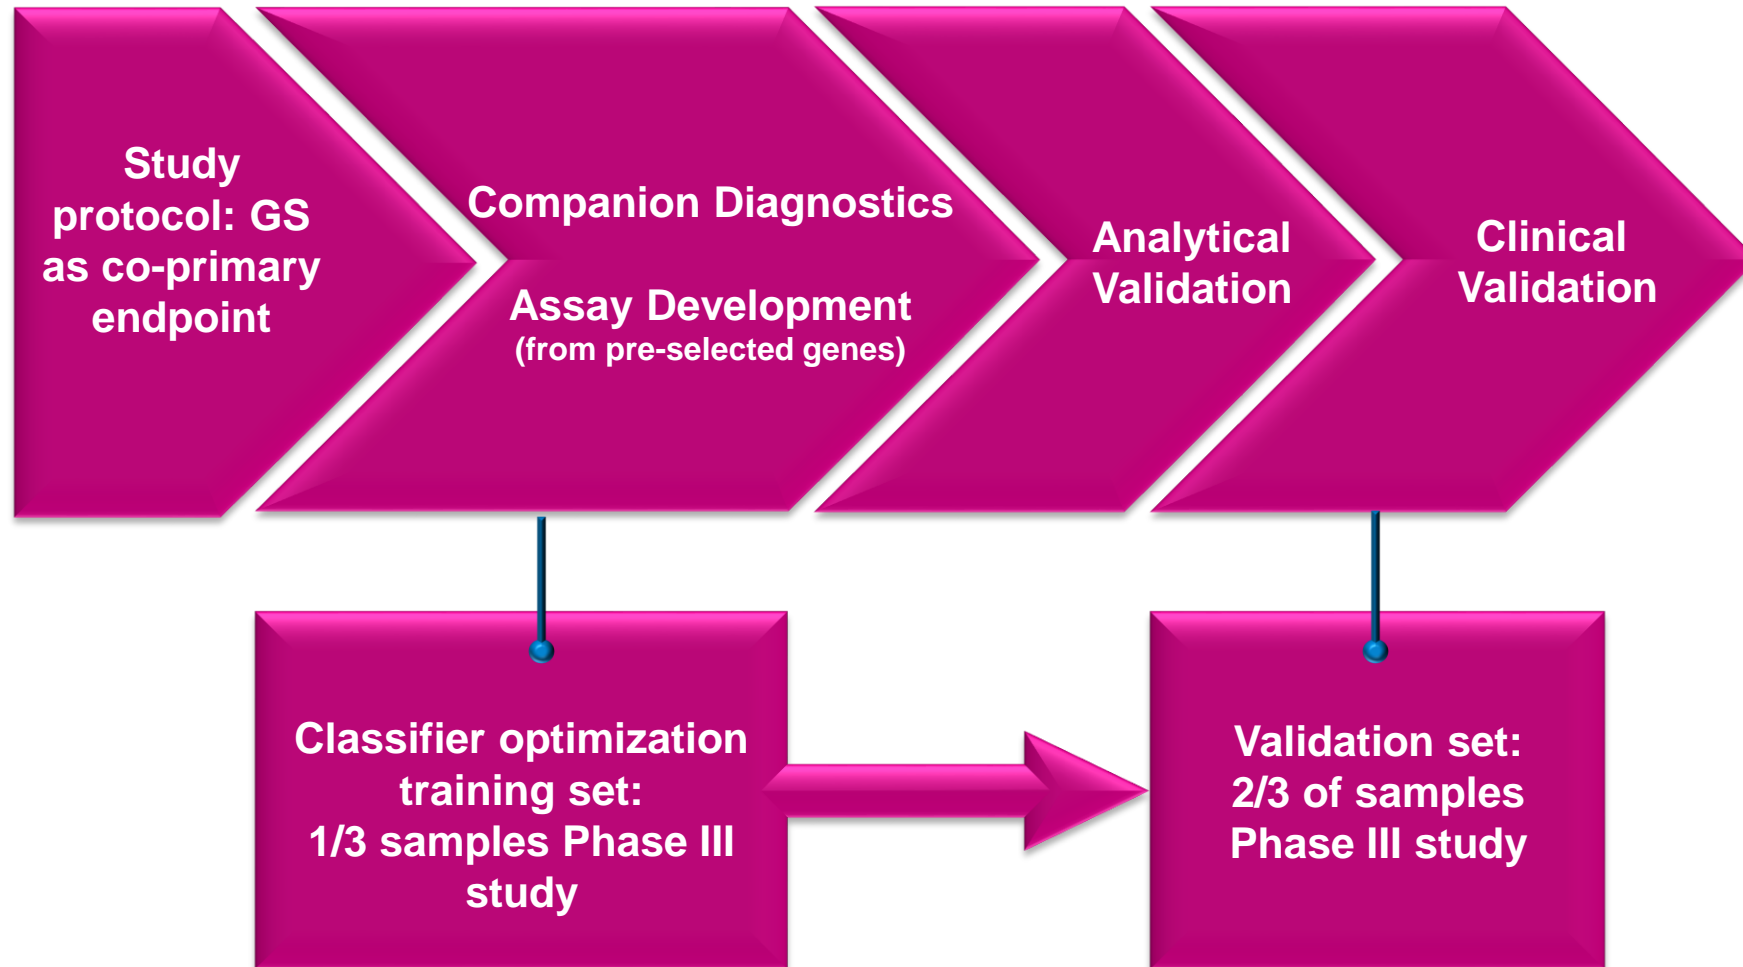 Study
protocol: GS
as co-primary
endpoint
Companion Diagnostics
Assay Development
(from pre-selected genes)
Analytical
Validation
Clinical
Validation
Classifier optimization
training set:
1/3 samples Phase III
study
Validation set:
2/3 of samples
Phase III study